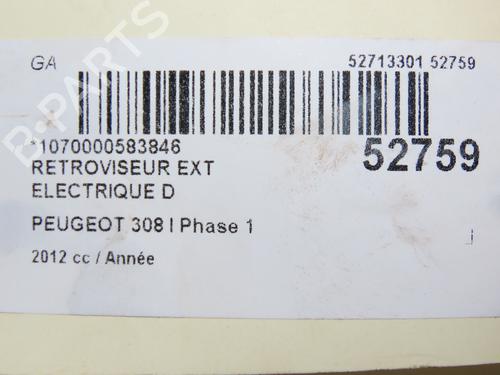 GA
52713301 52759
*1070000583846
52759
RETROVISEUR EXT
ELECTRIQUE D
PEUGEOT 308 I Phase 1
2012 cc / Année
B-PARTS